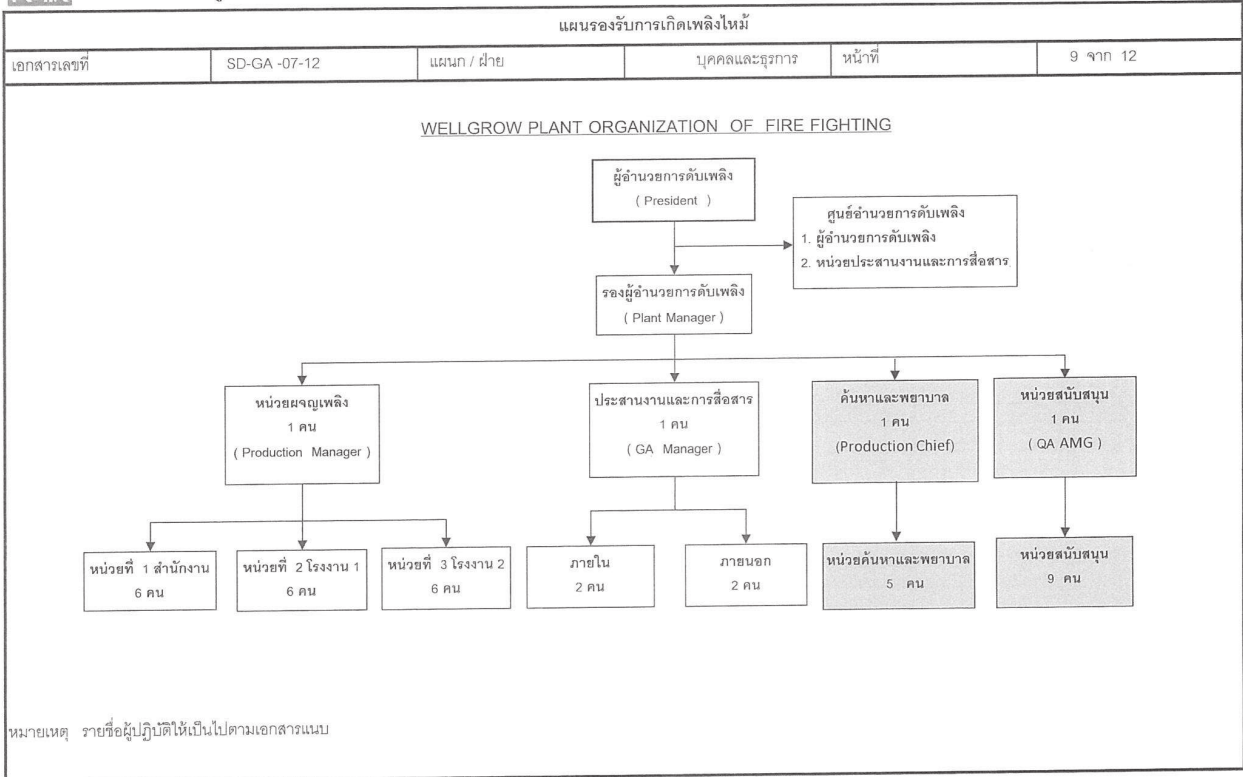 แผนรองรับการเกิดเพลิงไหม้
เอกสารเลขที่ SD-GA -07-12 แผนก / ฝ่าย บุคคลและธุรการ หน้าที่ 9 จาก 12
WELLGROW PLANT ORGANIZATION OF FIRE FIGHTING
ผู้อำนวยการดับเพลิง
( President )
ศูนย์อำนวยการดับเพลิง
1. ผู้อำนวยการดับเพลิง
2. หน่วยประสานงานและการสื่อสาร
รองผู้อำนวยการดับเพลิง
( Plant Manager )
หน่วยผจญเพลิง
1 คน
( Production Manager )
ประสานงานและการสื่อสาร
1 คน
( GA Manager )
ค้นหาและพยาบาล
1 คน
(Production Chief)
หน่วยสนับสนุน
1 คน
( QA AMG )
หน่วยที่ 1 สำนักงาน
6 คน
หน่วยที่ 2 โรงงาน 1
6 คน
หน่วยที่ 3 โรงงาน 2
6 คน
ภายใน
2 คน
ภายนอก
2 คน
หน่วยค้นหาและพยาบาล
5 คน
หน่วยสนับสนุน
9 คน
หมายเหตุ รายชื่อผู้ปฏิบัติให้เป็นไปตามเอกสารแนบ